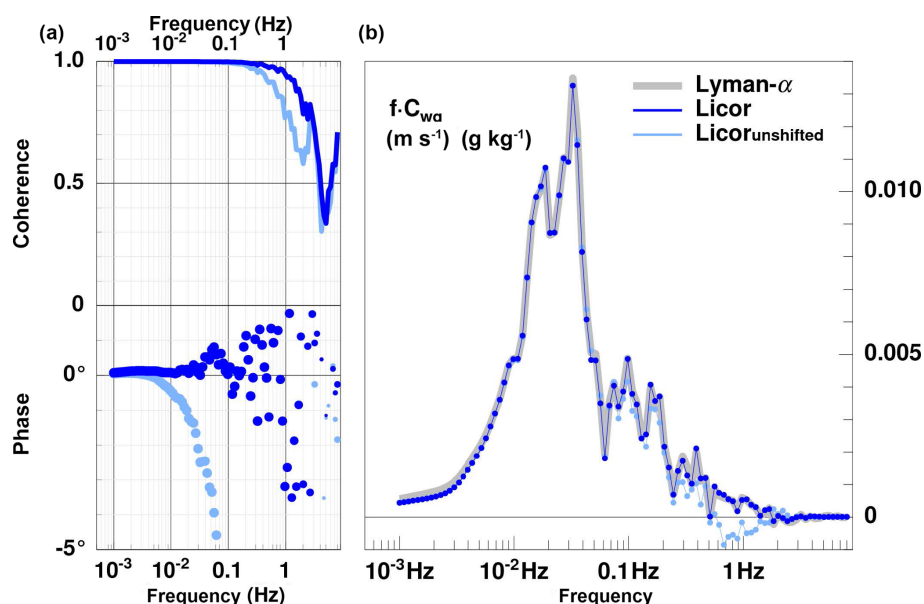 (a)
Frequency (Hz)
10⁻³ 10⁻² 0.1 1
1.0
0.5
0
Coherence
0°
-5°
Phase
10⁻³ 10⁻² 0.1 1
Frequency (Hz)
(b)
f·Cwq
(m s⁻¹) (g kg⁻¹)
Lyman-α
Licor
Licorunshifted
0.010
0.005
0
10⁻³Hz 10⁻²Hz 0.1Hz 1Hz
Frequency